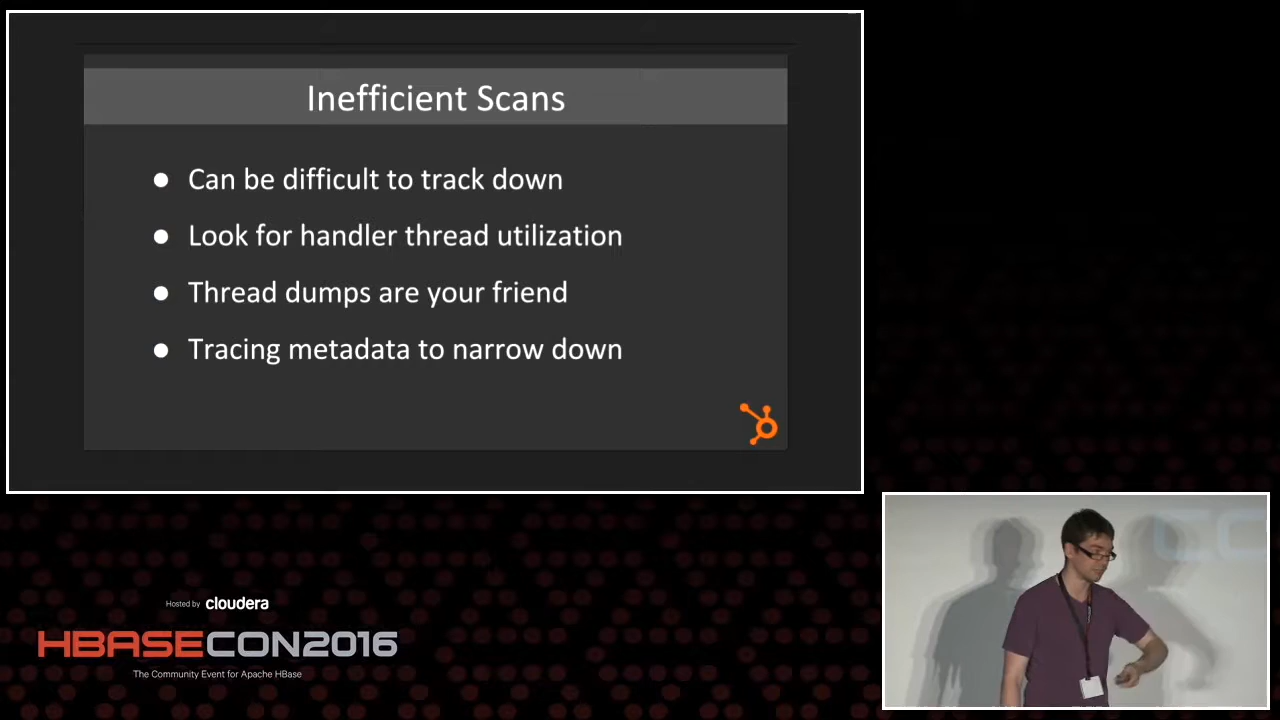 Inefficient Scans
● Can be difficult to track down
● Look for handler thread utilization
● Thread dumps are your friend
● Tracing metadata to narrow down
Hosted by cloudera
HBASECON2016
The Community Event for Apache HBase